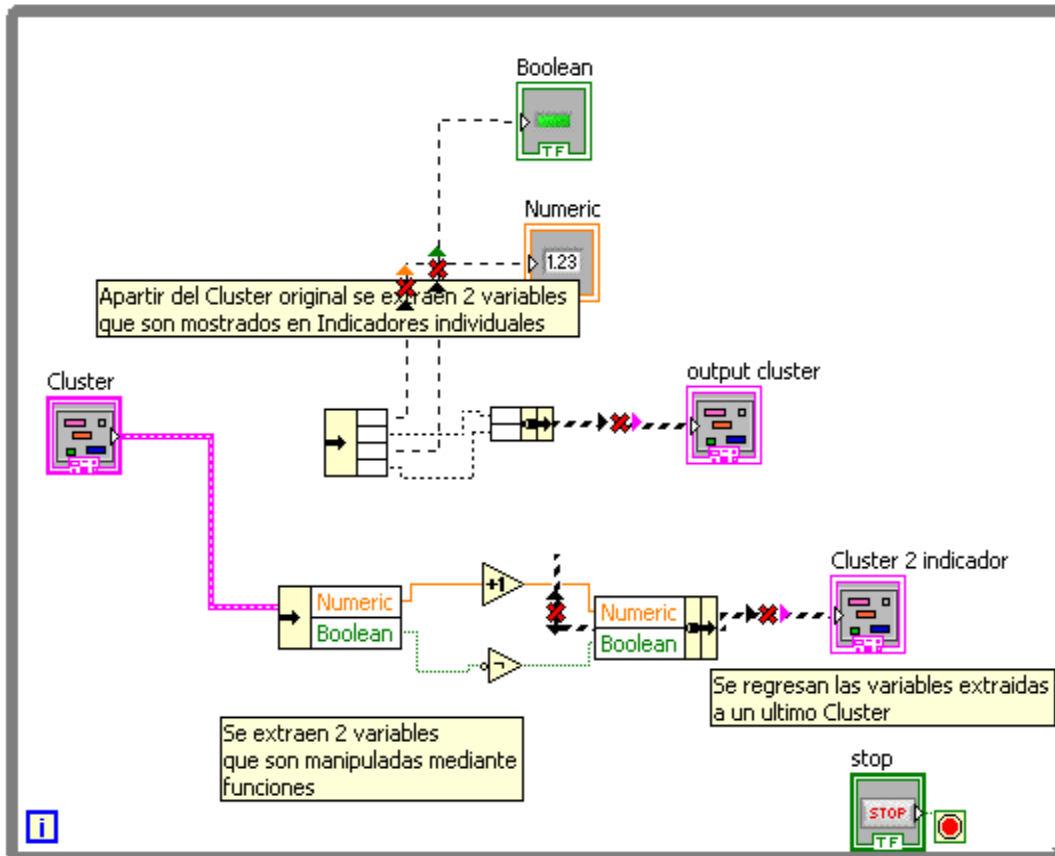 Boolean
TF
Numeric
1.23
Apartir del Cluster original se extraen 2 variables
que son mostrados en Indicadores individuales
Cluster
output cluster
Cluster 2 indicador
Numeric
Boolean
+1
Numeric
Boolean
Se regresan las variables extraidas
a un ultimo Cluster
Se extraen 2 variables
que son manipuladas mediante
funciones
stop
STOP
TF
i